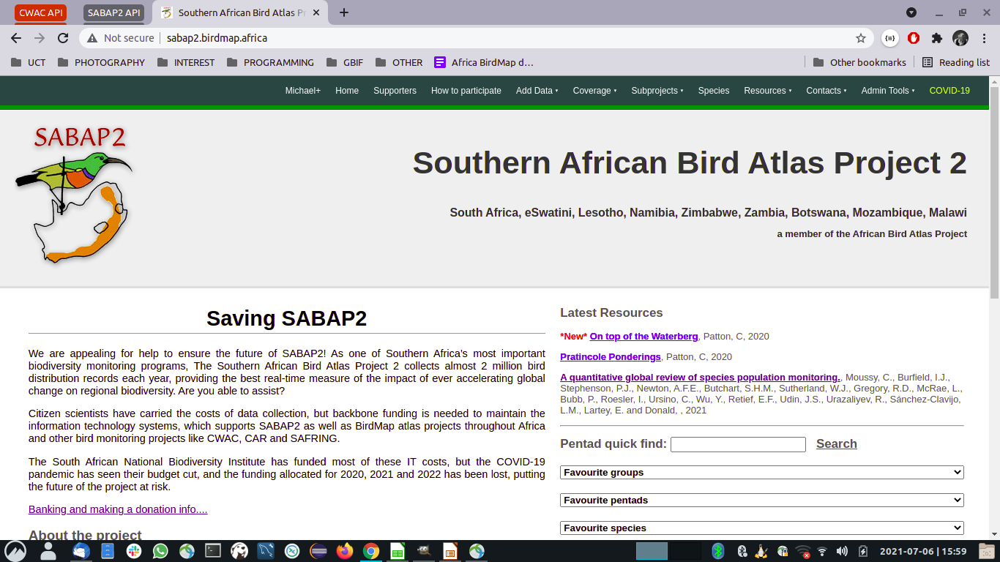 CWAC API
SABAP2 API
Southern African Bird Atlas Pr
Not secure
sabap2.birdmap.africa
UCT
PHOTOGRAPHY
INTEREST
PROGRAMMING
GBIF
OTHER
Africa BirdMap d...
Other bookmarks
Reading list
Michael+
Home
Supporters
How to participate
Add Data
Coverage
Subprojects
Species
Resources
Contacts
Admin Tools
COVID-19
SABAP2
Southern African Bird Atlas Project 2
South Africa, eSwatini, Lesotho, Namibia, Zimbabwe, Zambia, Botswana, Mozambique, Malawi
a member of the African Bird Atlas Project
Saving SABAP2
We are appealing for help to ensure the future of SABAP2! As one of Southern Africa's most important
biodiversity monitoring programs, The Southern African Bird Atlas Project 2 collects almost 2 million bird
distribution records each year, providing the best real-time measure of the impact of ever accelerating global
change on regional biodiversity. Are you able to assist?
Citizen scientists have carried the costs of data collection, but backbone funding is needed to maintain the
information technology systems, which supports SABAP2 as well as BirdMap atlas projects throughout Africa
and other bird monitoring projects like CWAC, CAR and SAFRING.
The South African National Biodiversity Institute has funded most of these IT costs, but the COVID-19
pandemic has seen their budget cut, and the funding allocated for 2020, 2021 and 2022 has been lost, putting
the future of the project at risk.
Banking and making a donation info....
About the project
Latest Resources
*New* On top of the Waterberg, Patton, C, 2020
Pratincole Ponderings, Patton, C, 2020
A quantitative global review of species population monitoring., Moussy, C., Burfield, I.J.,
Stephenson, P.J., Newton, A.F.E., Butchart, S.H.M., Sutherland, W.J., Gregory, R.D., McRae, L.,
Bubb, P., Roesler, I., Ursino, C., Wu, Y., Retief, E.F., Udin, J.S., Urazaliyev, R., Sánchez-Clavijo,
L.M., Lartey, E. and Donald, , 2021
Pentad quick find:
Search
Favourite groups
Favourite pentads
Favourite species
2021-07-06 | 15:59